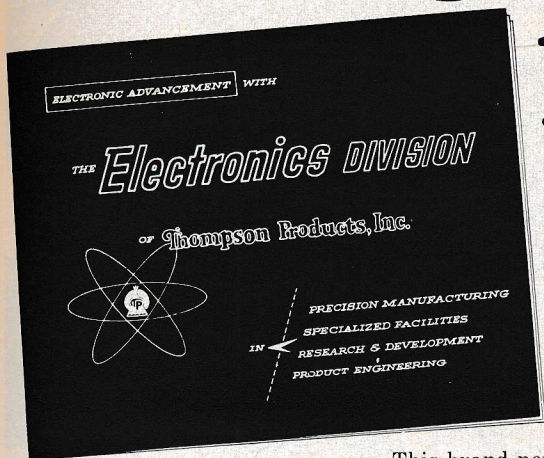 ELECTRONIC ADVANCEMENT WITH
THE Electronics DIVISION
OF Thompson Products, Inc.
TP
IN
PRECISION MANUFACTURING
SPECIALIZED FACILITIES
RESEARCH & DEVELOPMENT
PRODUCT ENGINEERING
This brand